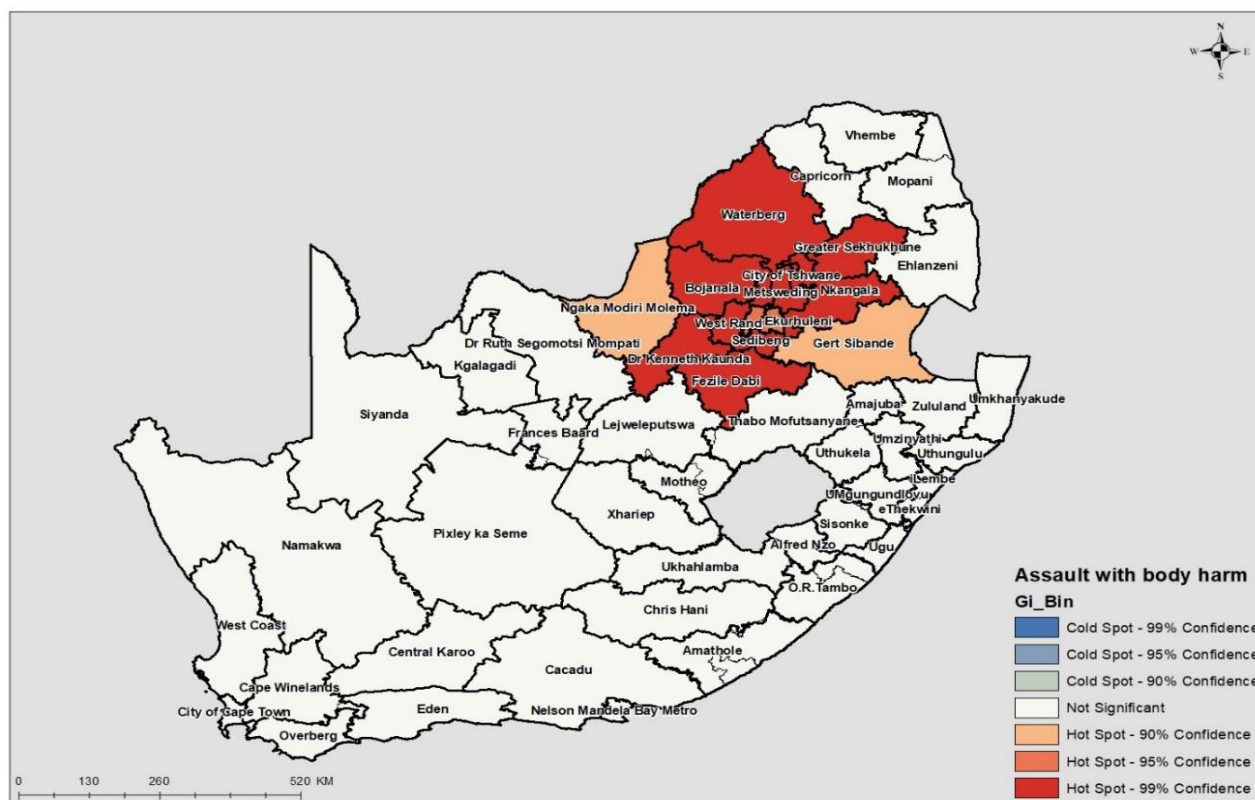 N
W E
S
Vhembe
Capricorn
Mopani
Waterberg
Greater Sekhukhune
Ehlanzeni
City of Tshwane
Bojanala
Metsweding
Nkangala
Ngaka Modiri Molema
West Rand
Ekurhuleni
Sedibeng
Gert Sibande
Dr Ruth Segomotsi Mompati
Dr Kenneth Kaunda
Kgalagadi
Fezile Dabi
Siyanda
Amajuba
Zululand
Umkhanyakude
Frances Baard
Lejweleputswa
Thabo Mofutsanyane
Umzinyathi
Uthukela
Uthungulu
Motheo
iLembe
UMgungundlovu
eThekwini
Xhariep
Sisonke
Pixley ka Seme
Namakwa
Alfred Nzo
Ugu
Ukhahlamba
O.R.Tambo
Chris Hani
West Coast
Central Karoo
Amathole
Cacadu
Cape Winelands
City of Cape Town
Eden
Nelson Mandela Bay Metro
Overberg
Assault with body harm
Gi_Bin
Cold Spot - 99% Confidence
Cold Spot - 95% Confidence
Cold Spot - 90% Confidence
Not Significant
Hot Spot - 90% Confidence
Hot Spot - 95% Confidence
Hot Spot - 99% Confidence
0 130 260 520 KM